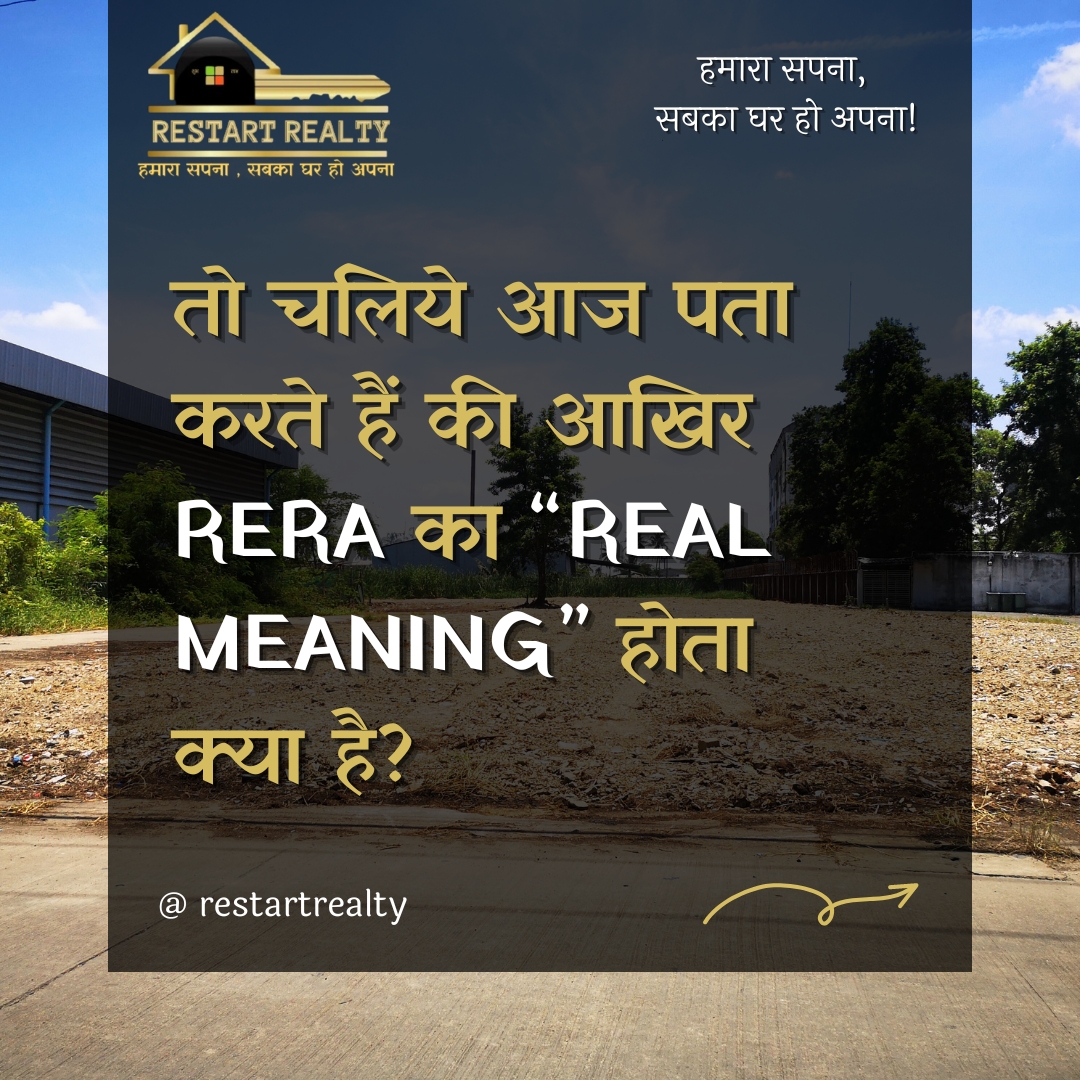 RESTART REALTY
हमारा सपना , सबका घर हो अपना
हमारा सपना,
सबका घर हो अपना!
तो चलिये आज पता
करते हैं की आखिर
RERA का “REAL
MEANING” होता
क्या है?
@ restartrealty